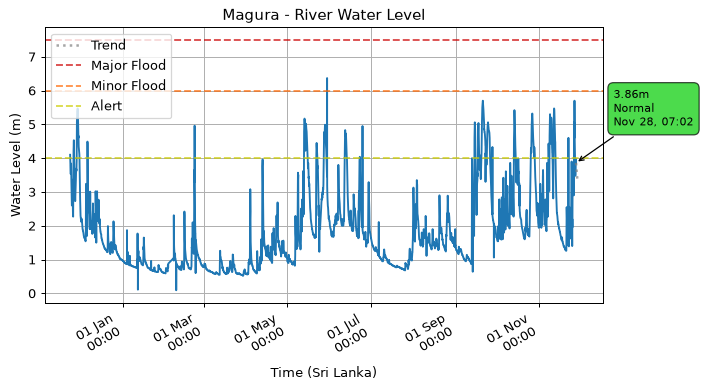 Magura - River Water Level
Trend
Major Flood
Minor Flood
Alert
3.86m
Normal
Nov 28, 07:02
Water Level (m)
7
6
5
4
3
2
1
0
01 Jan
00:00
01 Mar
00:00
01 May
00:00
01 Jul
00:00
01 Sep
00:00
01 Nov
00:00
Time (Sri Lanka)